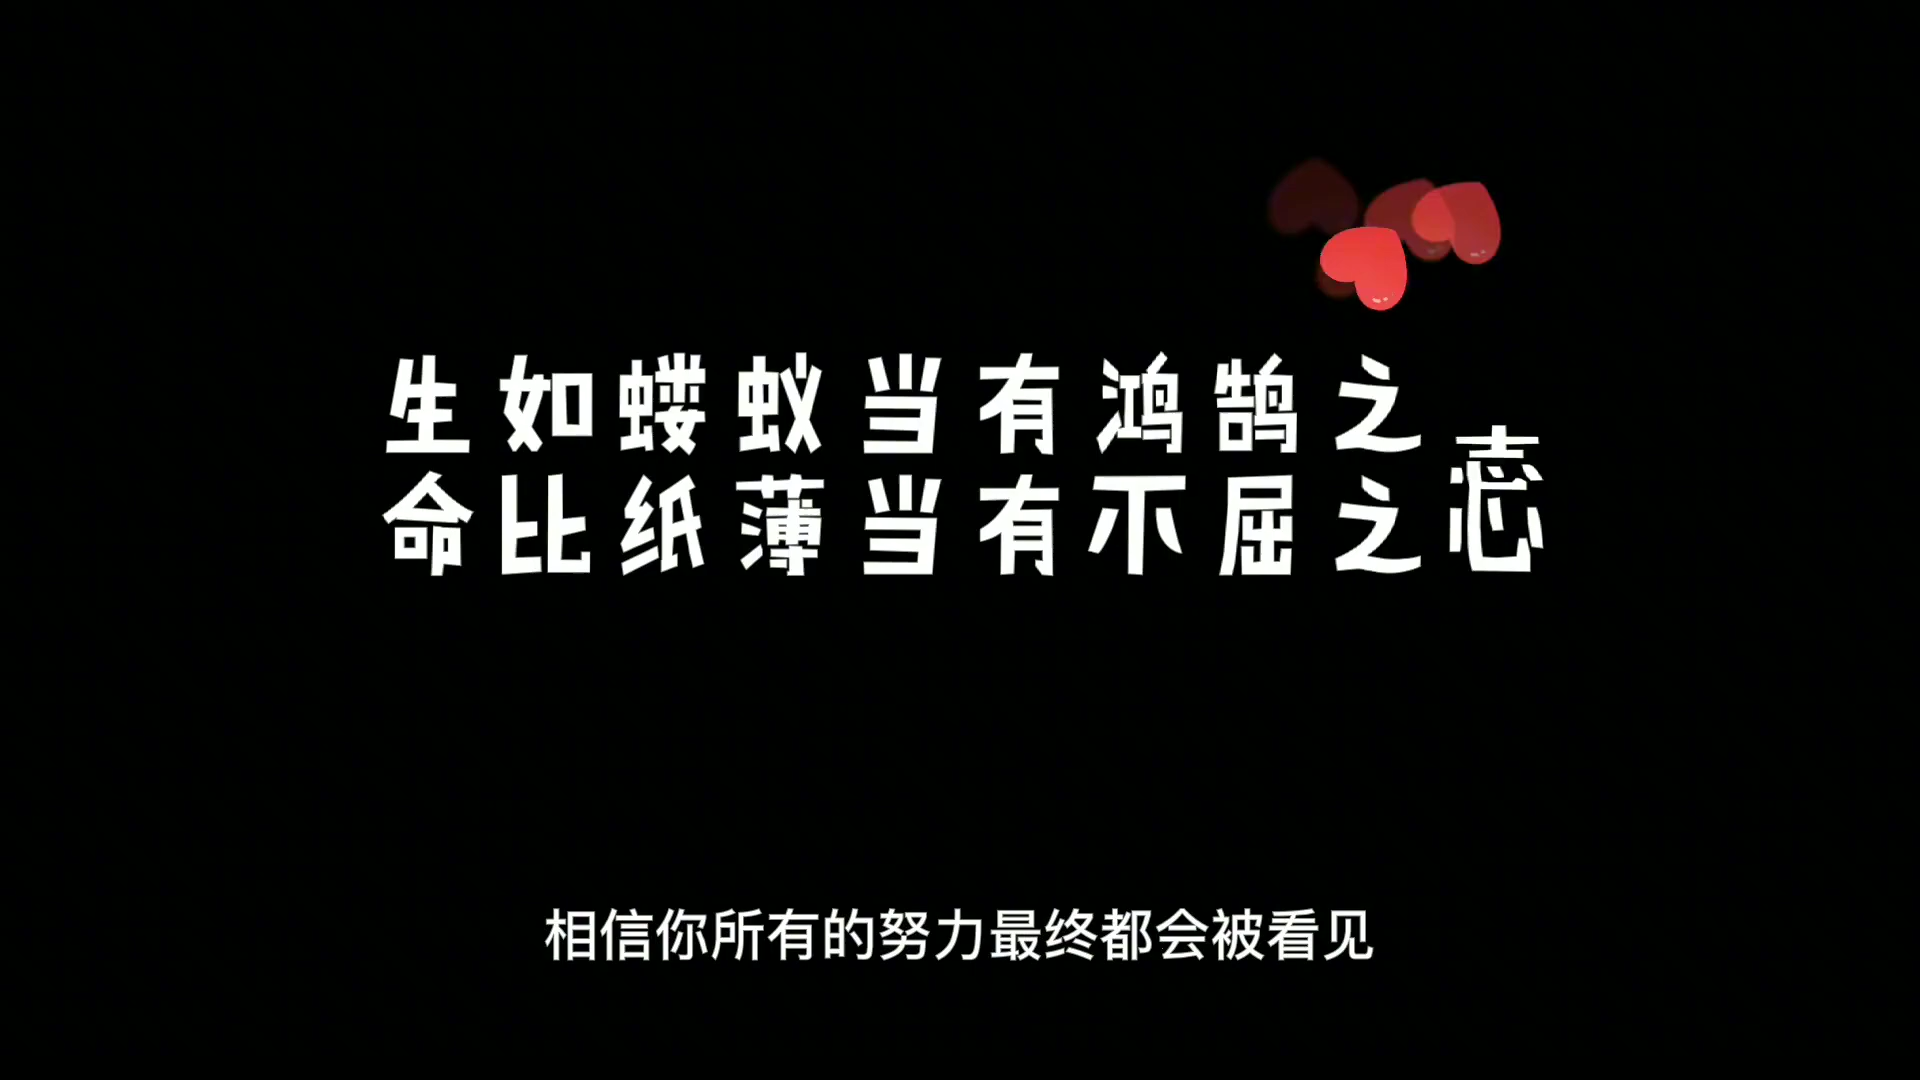 生如蝼蚁当有鸿鹄之志
命比纸薄当有不屈之心
相信你所有的努力最终都会被看见